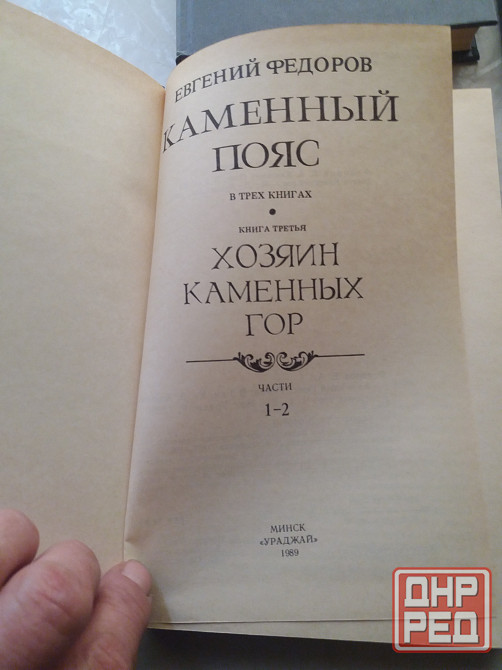 ЕВГЕНИЙ ФЕДОРОВ
КАМЕННЫЙ
ПОЯС
В ТРЕХ КНИГАХ
•
КНИГА ТРЕТЬЯ
ХОЗЯИН
КАМЕННЫХ
ГОР
ЧАСТИ
1-2
МИНСК
«УРАДЖАЙ»
1989
ДНР
РЕД